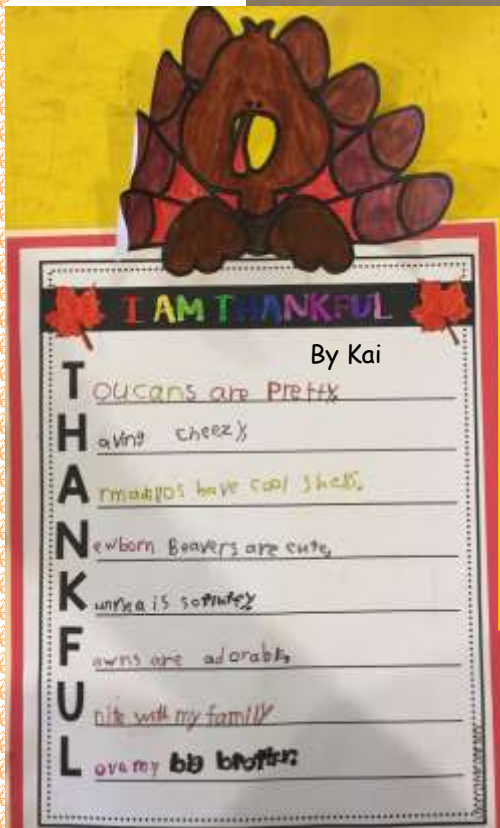 I AM THANKFUL
By Kai
Toucans are Pretty
Having cheezy
Armadillos have cool shells.
Newborn Beavers are cute,
K is
Fawns are adorable,
Unite with my family
Love my big brother: